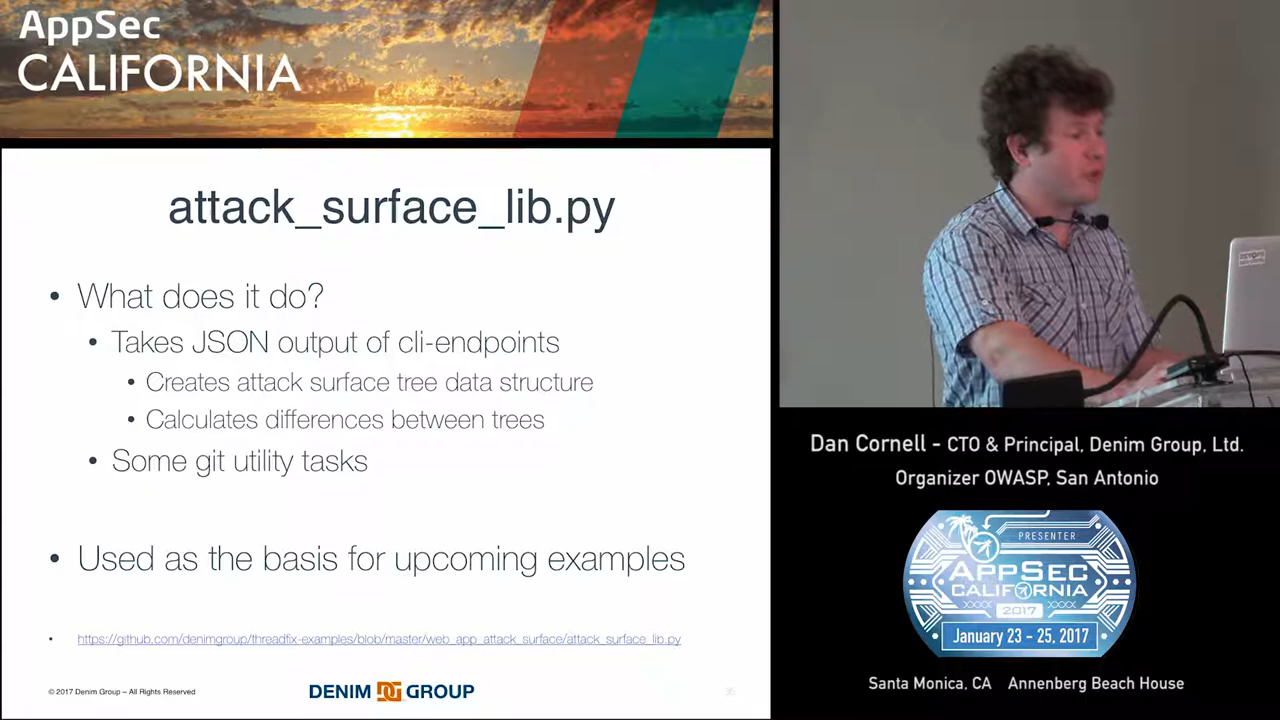 AppSec
CALIFORNIA
attack_surface_lib.py
• What does it do?
• Takes JSON output of cli-endpoints
• Creates attack surface tree data structure
• Calculates differences between trees
• Some git utility tasks
• Used as the basis for upcoming examples
• https://github.com/denimgroup/threadfix-examples/blob/master/web_app_attack_surface/attack_surface_lib.py
© 2017 Denim Group – All Rights Reserved
DENIM DG GROUP
36
Dan Cornell - CTO & Principal, Denim Group, Ltd.
Organizer OWASP, San Antonio
PRESENTER
APPSEC
CALIFORNIA
2017
January 23 - 25, 2017
Santa Monica, CA Annenberg Beach House